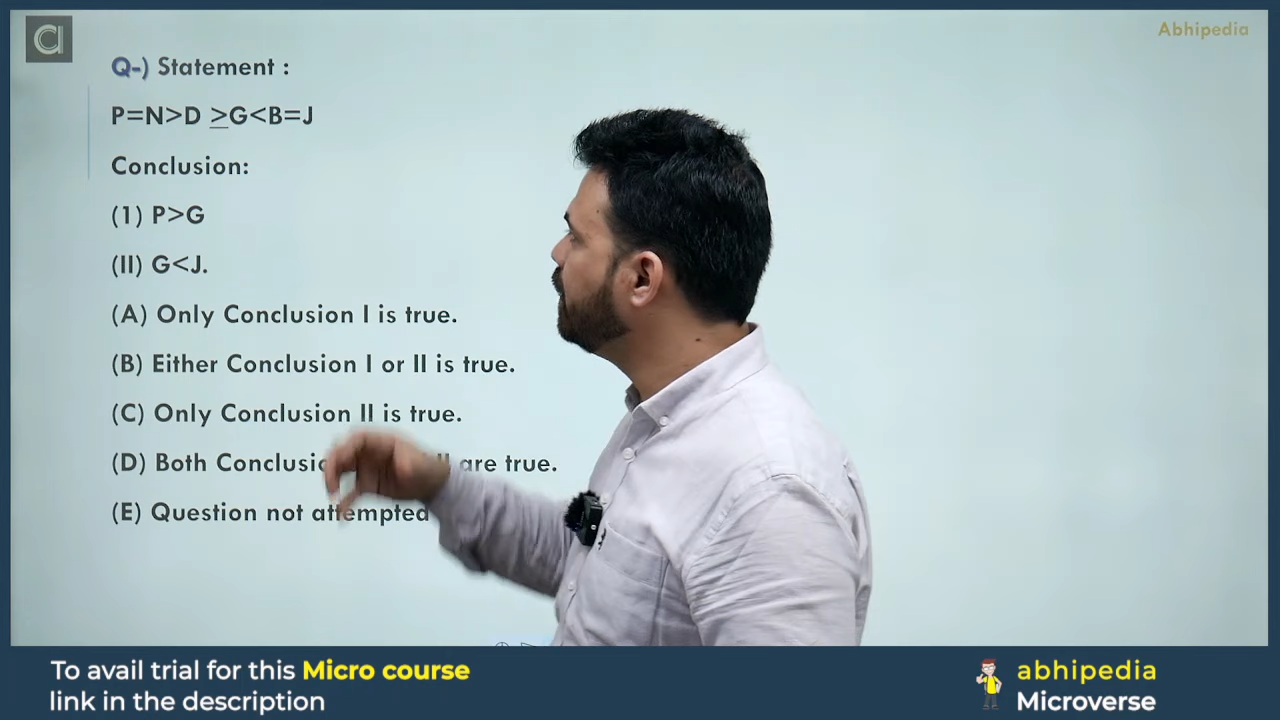 Abhipedia
Q-) Statement :
P=N>D ≥G<B=J
Conclusion:
(1) P>G
(II) G<J.
(A) Only Conclusion I is true.
(B) Either Conclusion I or II is true.
(C) Only Conclusion II is true.
(D) Both are true.
(E) Question not attempted
To avail trial for this Micro course
link in the description
abhipedia
Microverse